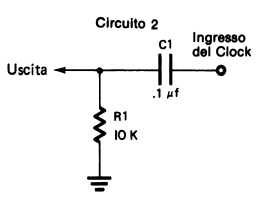 Circuito 2
C1
Ingresso
del Clock
Uscita
.1 µf
R1
10 K